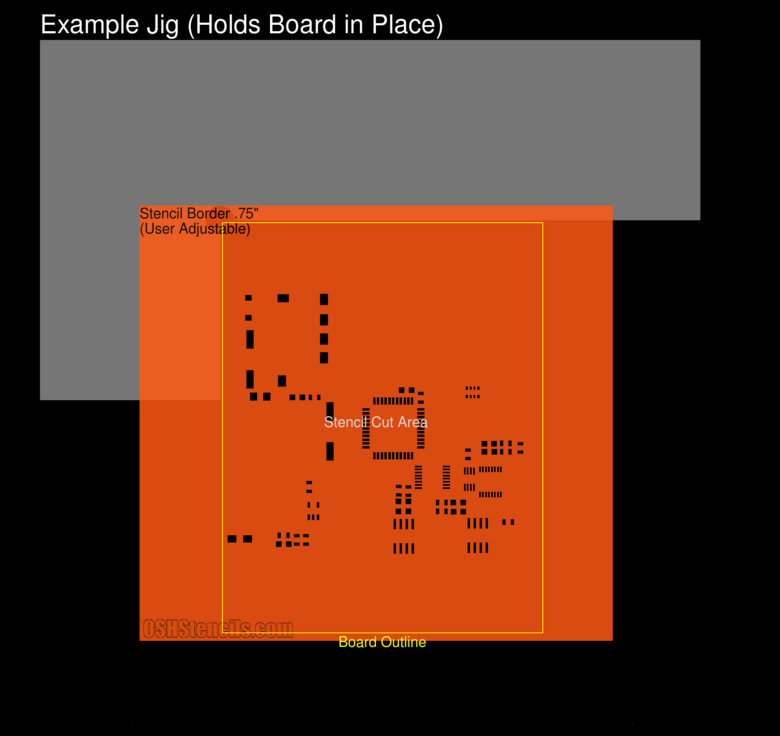 Example Jig (Holds Board in Place)
Stencil Border .75"
(User Adjustable)
Stencil Cut Area
OSHStencils.com
Board Outline